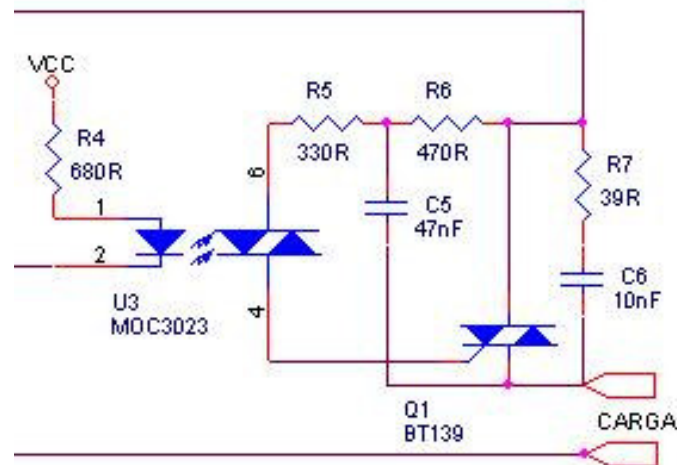 VCC
R4
680R
1
2
U3
MOC3023
6
4
R5
330R
R6
470R
C5
47nF
R7
39R
C6
10nF
Q1
BT139
CARGA